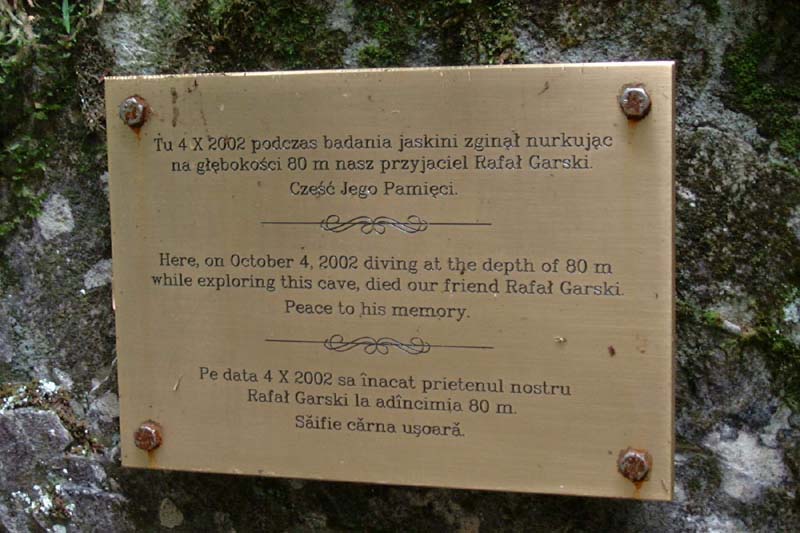 Tu 4 X 2002 podczas badania jaskini zginął nurkując
na głębokości 80 m nasz przyjaciel Rafał Garski.
Cześć Jego Pamięci.
Here, on October 4, 2002 diving at the depth of 80 m
while exploring this cave, died our friend Rafał Garski.
Peace to his memory.
Pe data 4 X 2002 sa înacat prietenul nostru
Rafał Garski la adîncimia 80 m.
Săifie cărna uşoară.